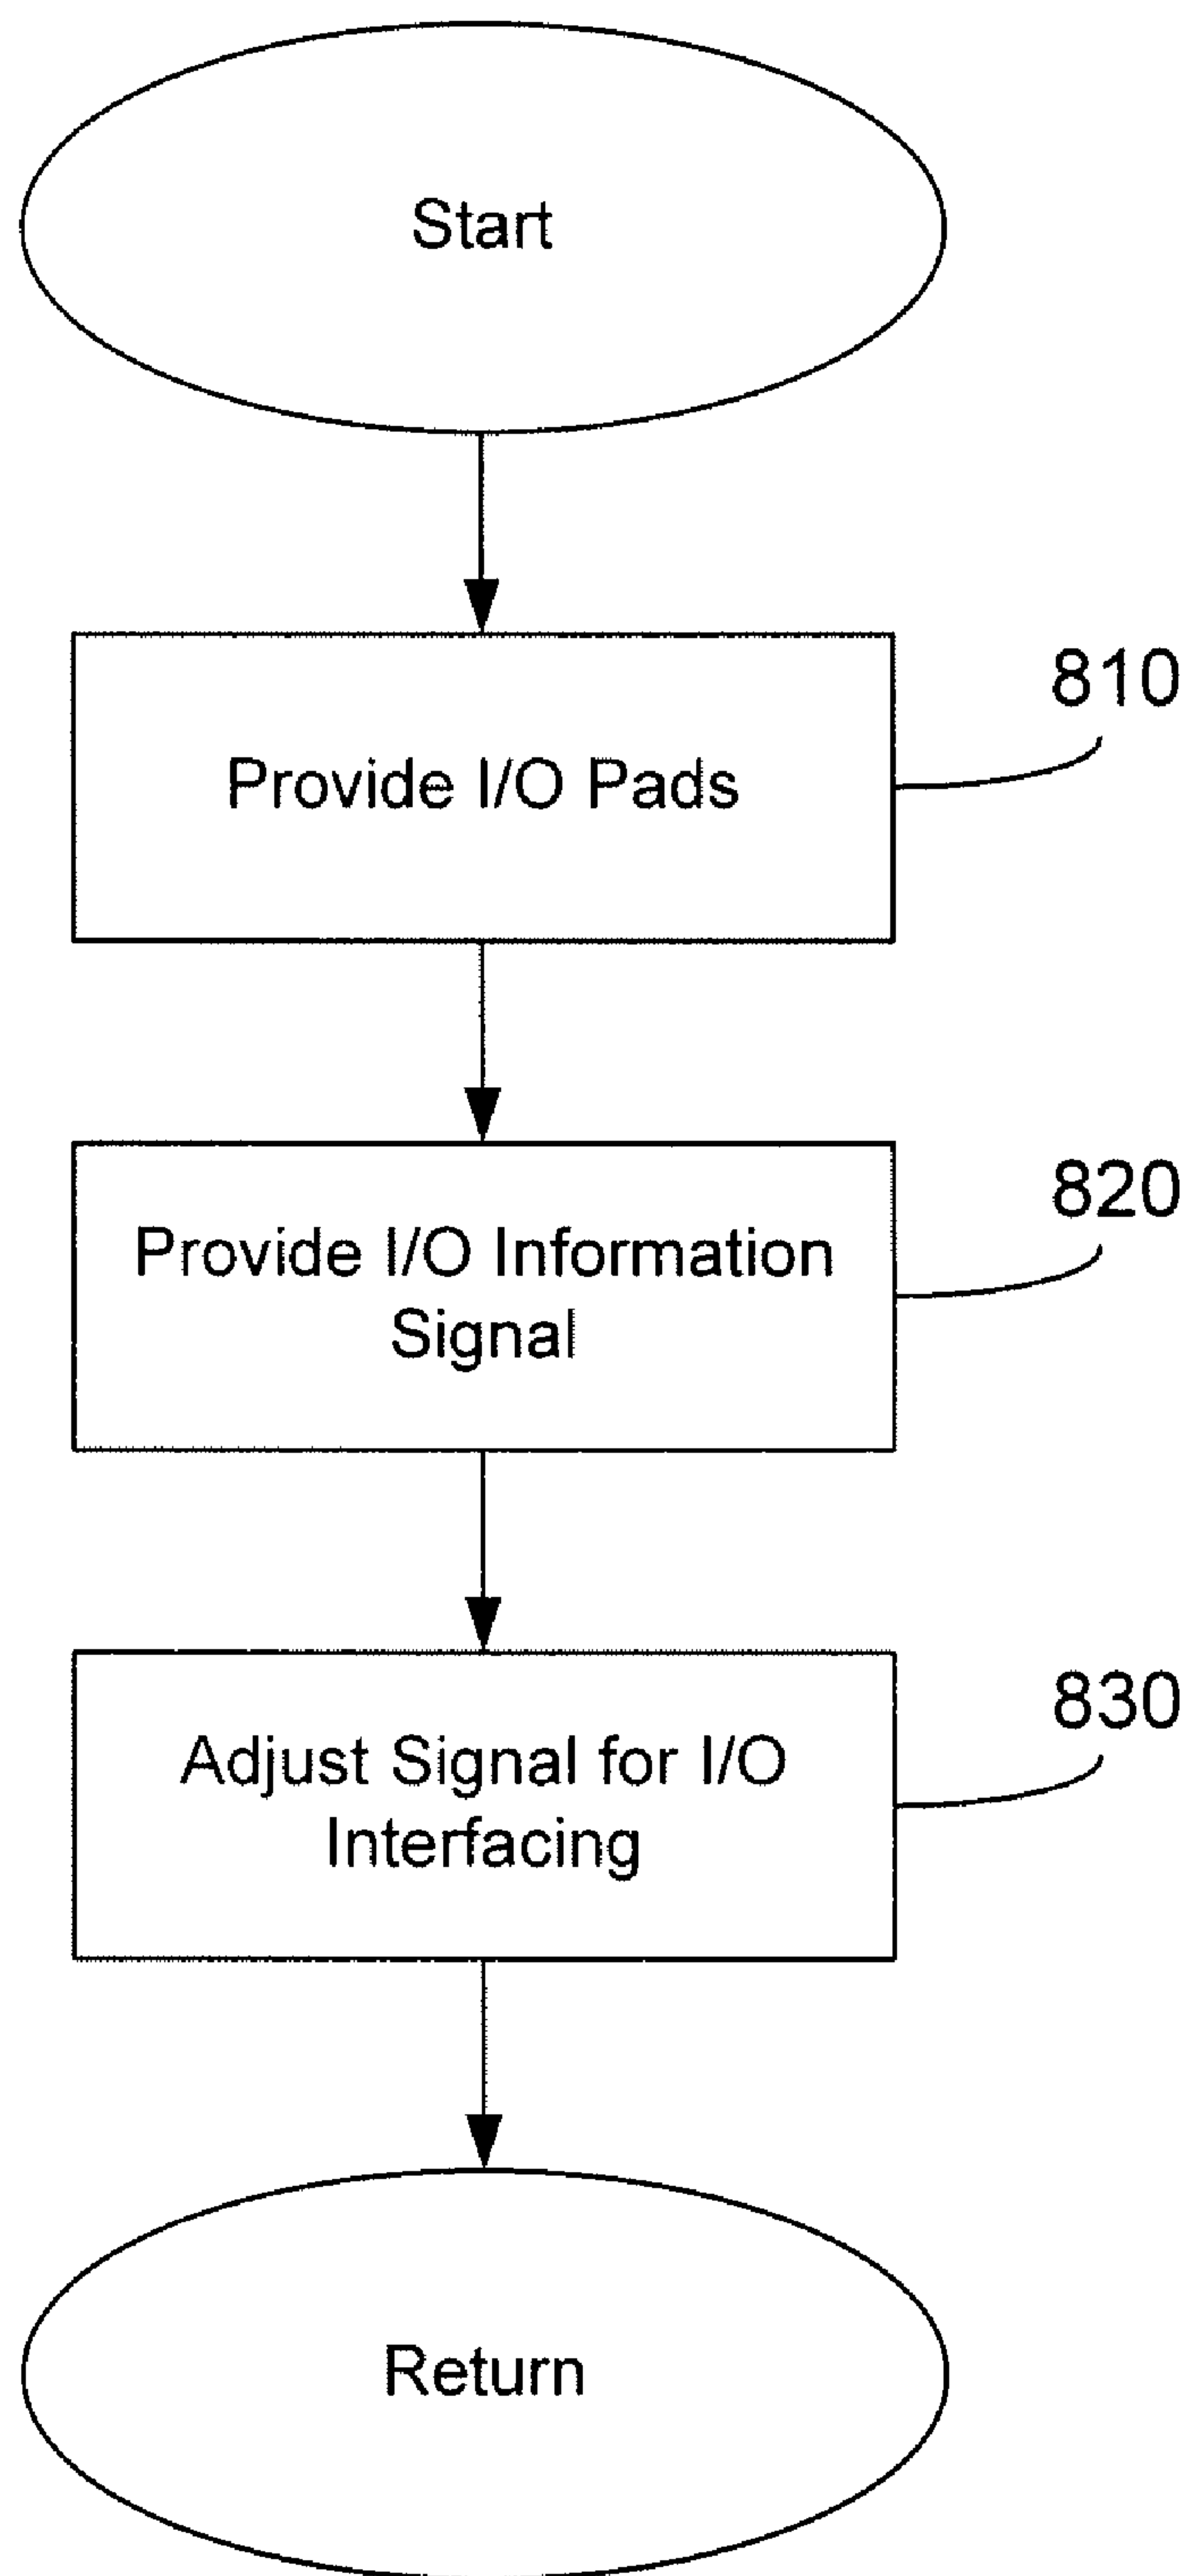 Start
810
Provide I/O Pads
820
Provide I/O Information
Signal
830
Adjust Signal for I/O
Interfacing
Return